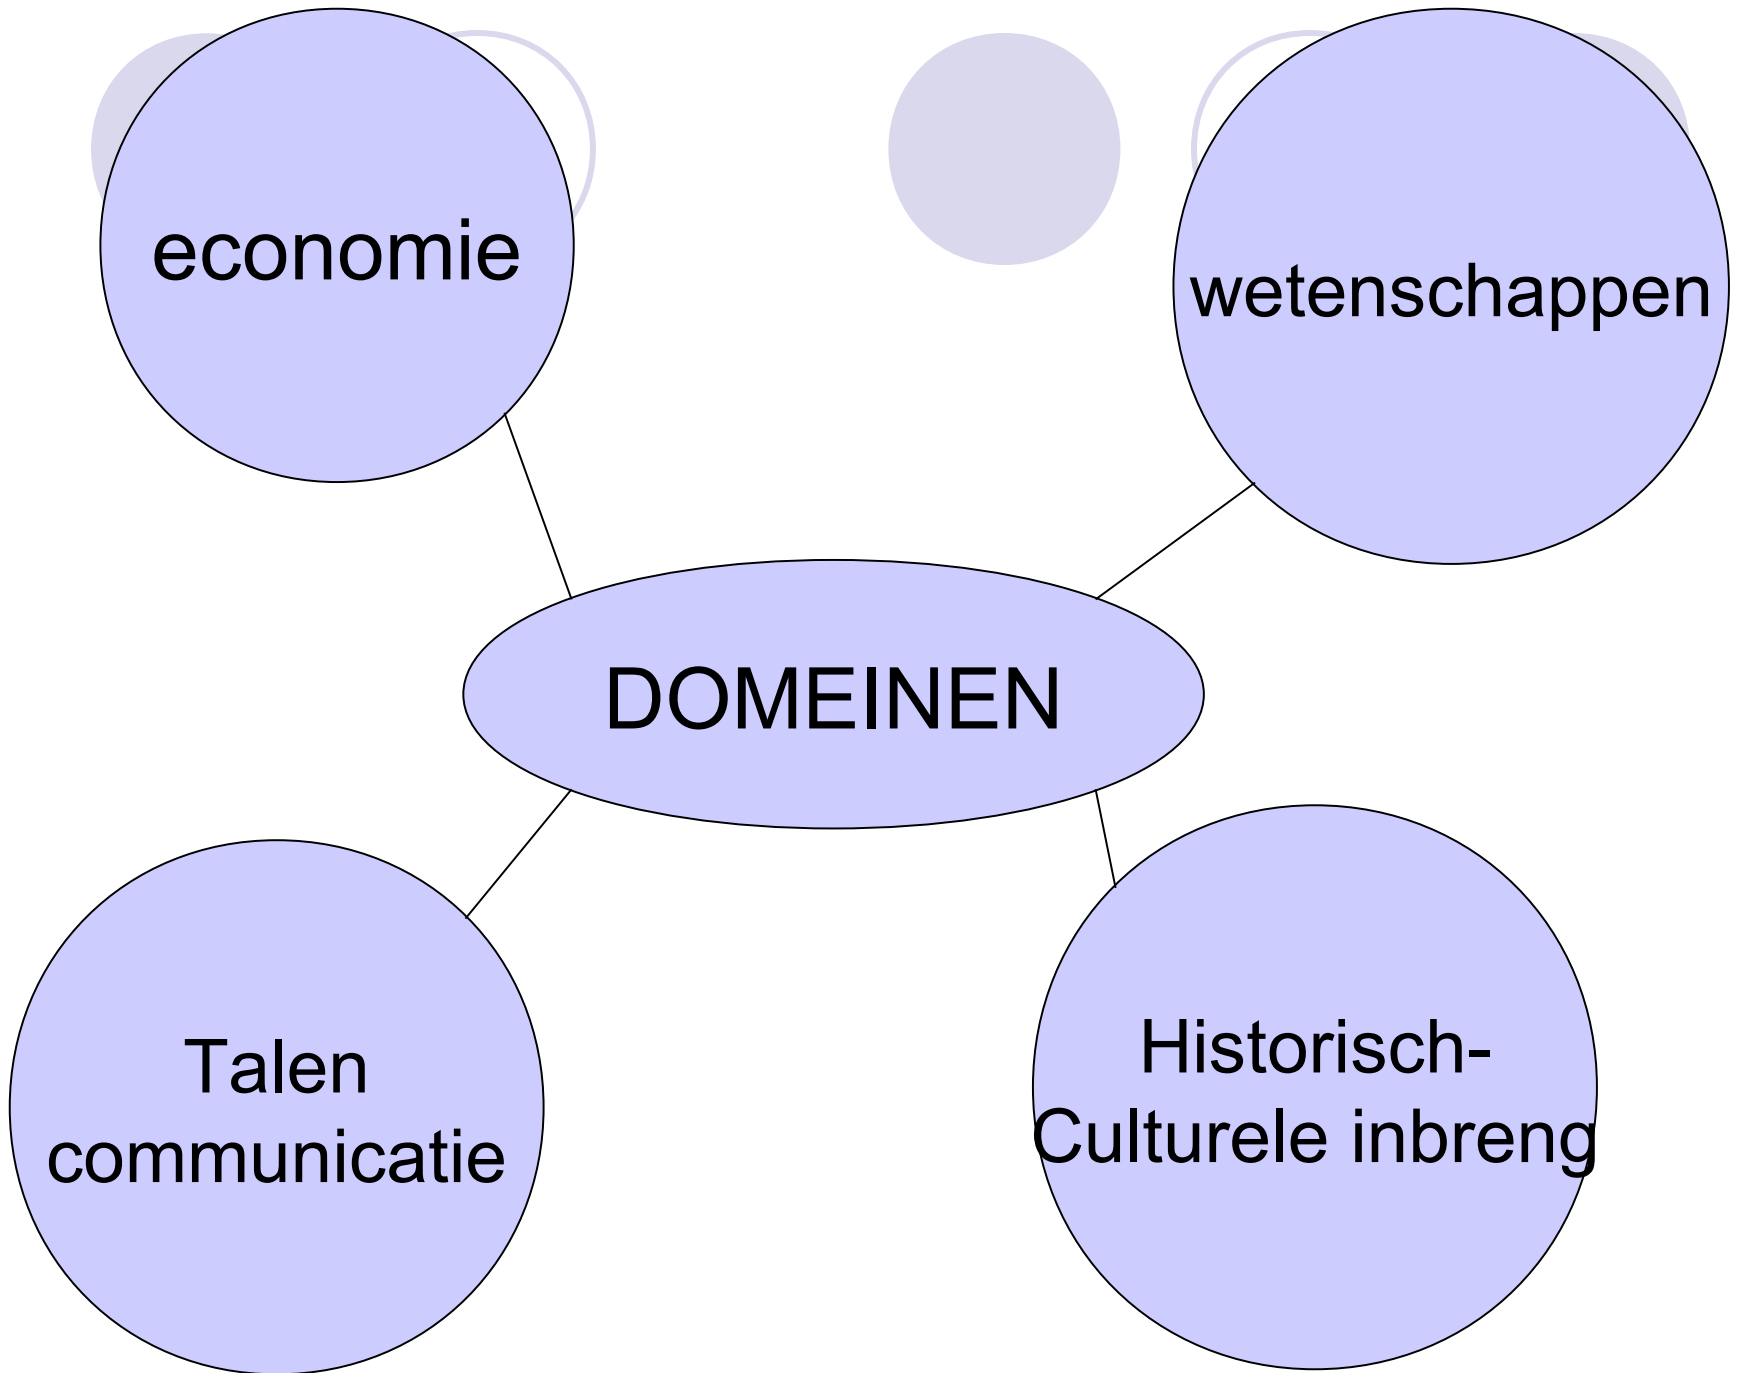 economie
wetenschappen
DOMEINEN
Talen
communicatie
Historisch-
Culturele inbreng